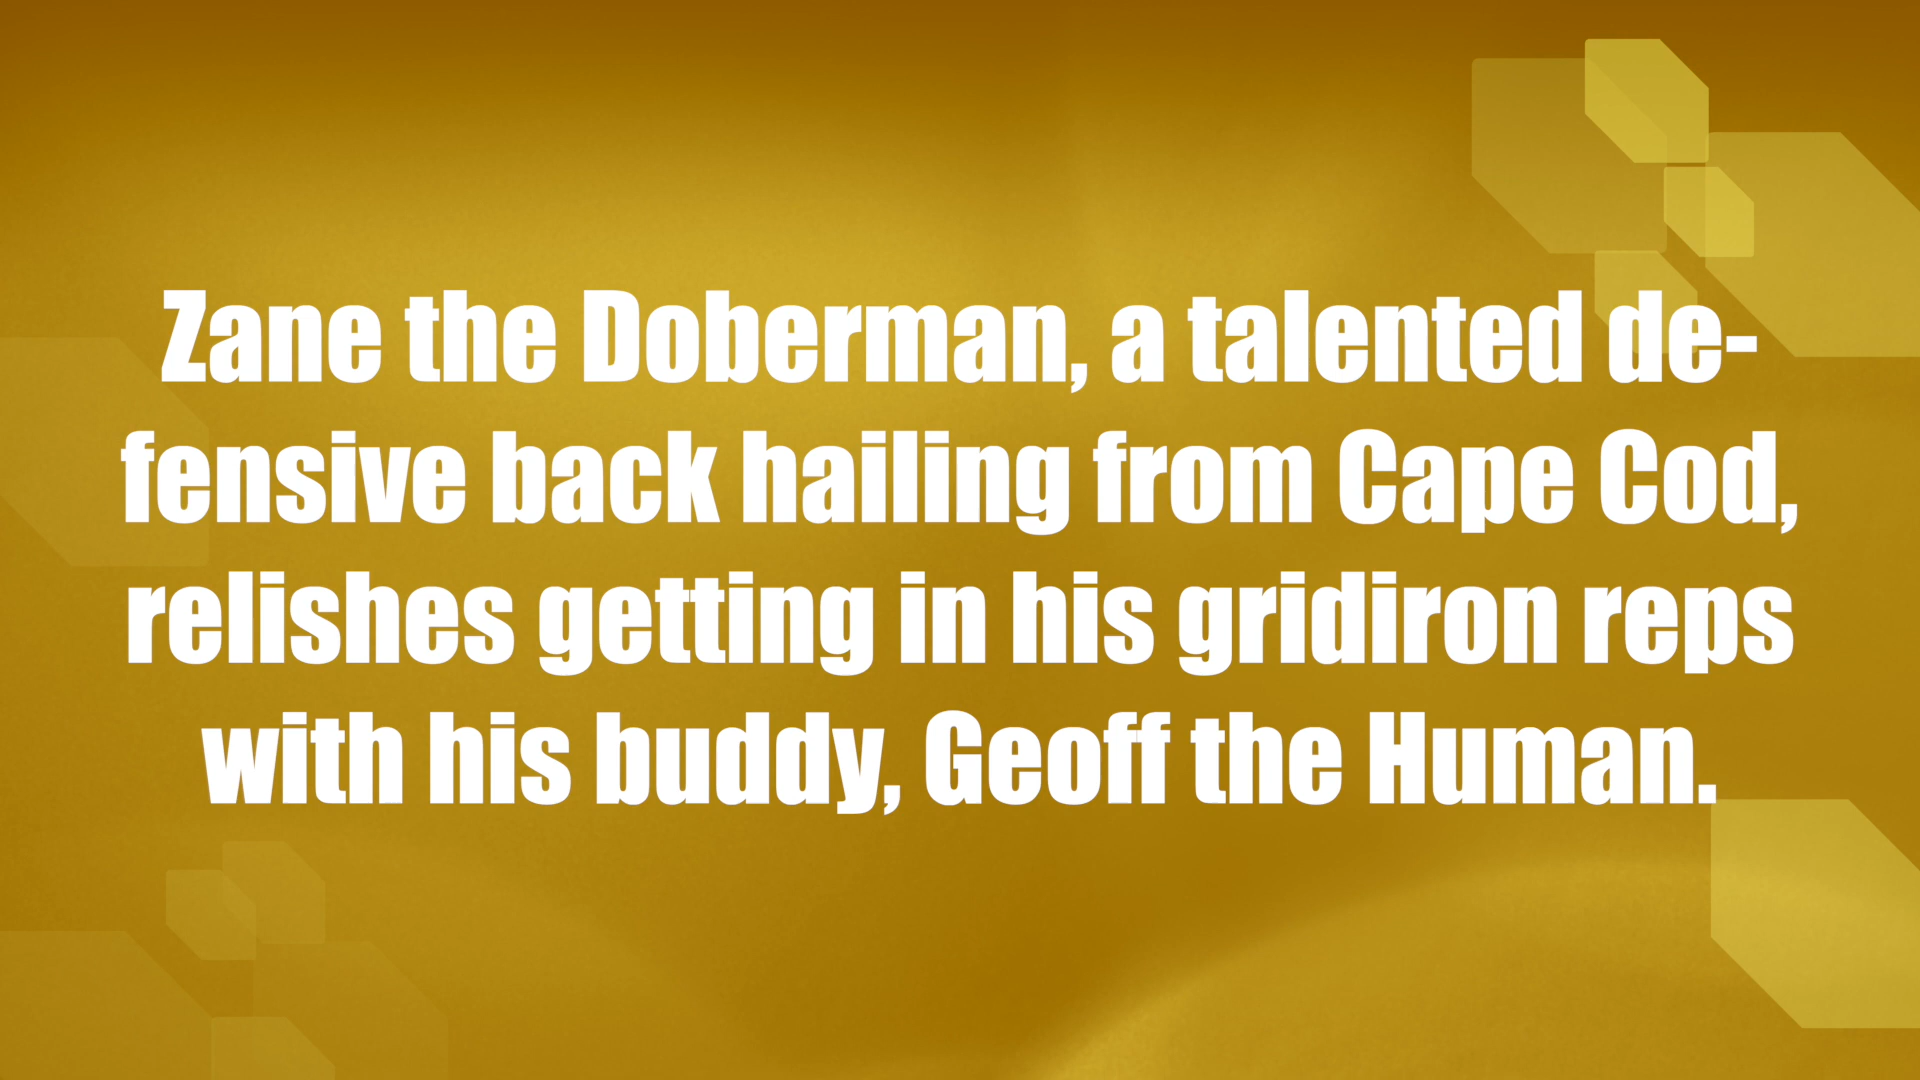 Zane the Doberman, a talented de-
fensive back hailing from Cape Cod,
relishes getting in his gridiron reps
with his buddy, Geoff the Human.